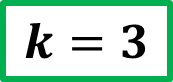 k = 3